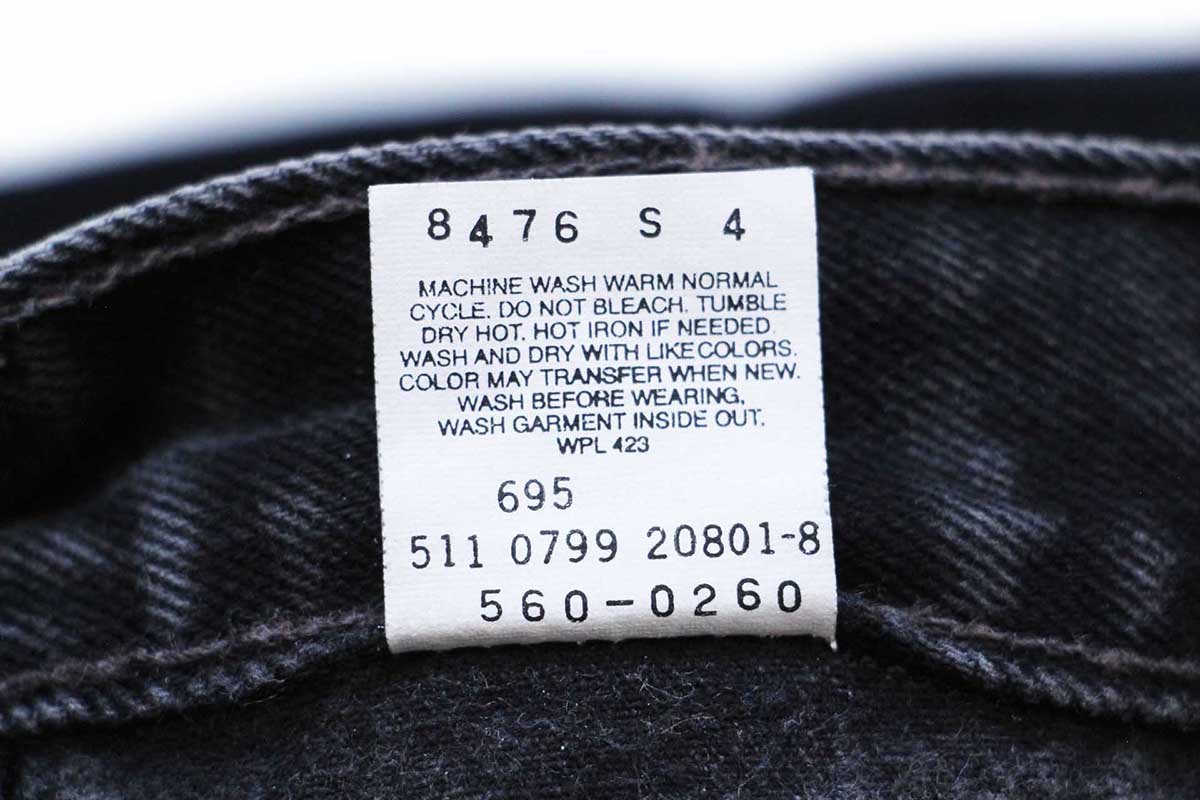 8476 S 4
MACHINE WASH WARM NORMAL
CYCLE. DO NOT BLEACH. TUMBLE
DRY HOT. HOT IRON IF NEEDED.
WASH AND DRY WITH LIKE COLORS.
COLOR MAY TRANSFER WHEN NEW.
WASH BEFORE WEARING,
WASH GARMENT INSIDE OUT.
WPL 423
695
511 0799 20801-8
560-0260